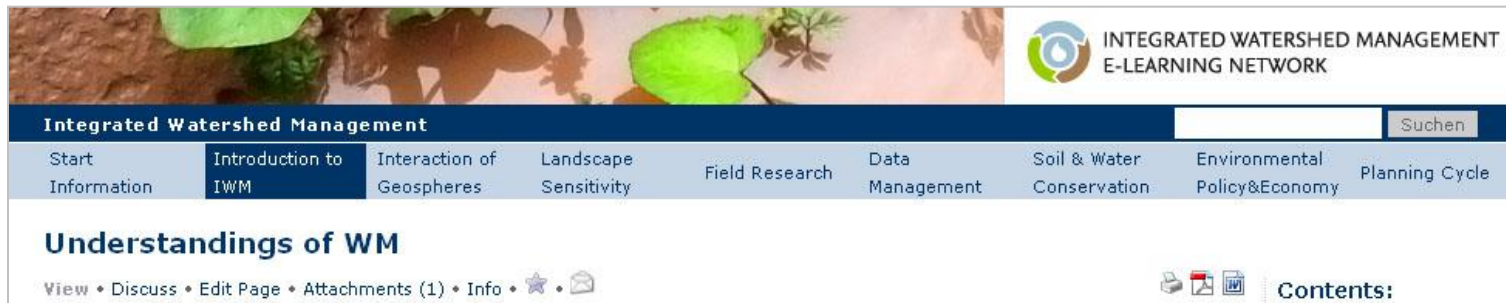 INTEGRATED WATERSHED MANAGEMENT
E-LEARNING NETWORK
Integrated Watershed Management
Suchen
Start
Information
Introduction to
IWM
Interaction of
Geospheres
Landscape
Sensitivity
Field Research
Data
Management
Soil & Water
Conservation
Environmental
Policy&Economy
Planning Cycle
Understandings of WM
View • Discuss • Edit Page • Attachments (1) • Info •
Contents: